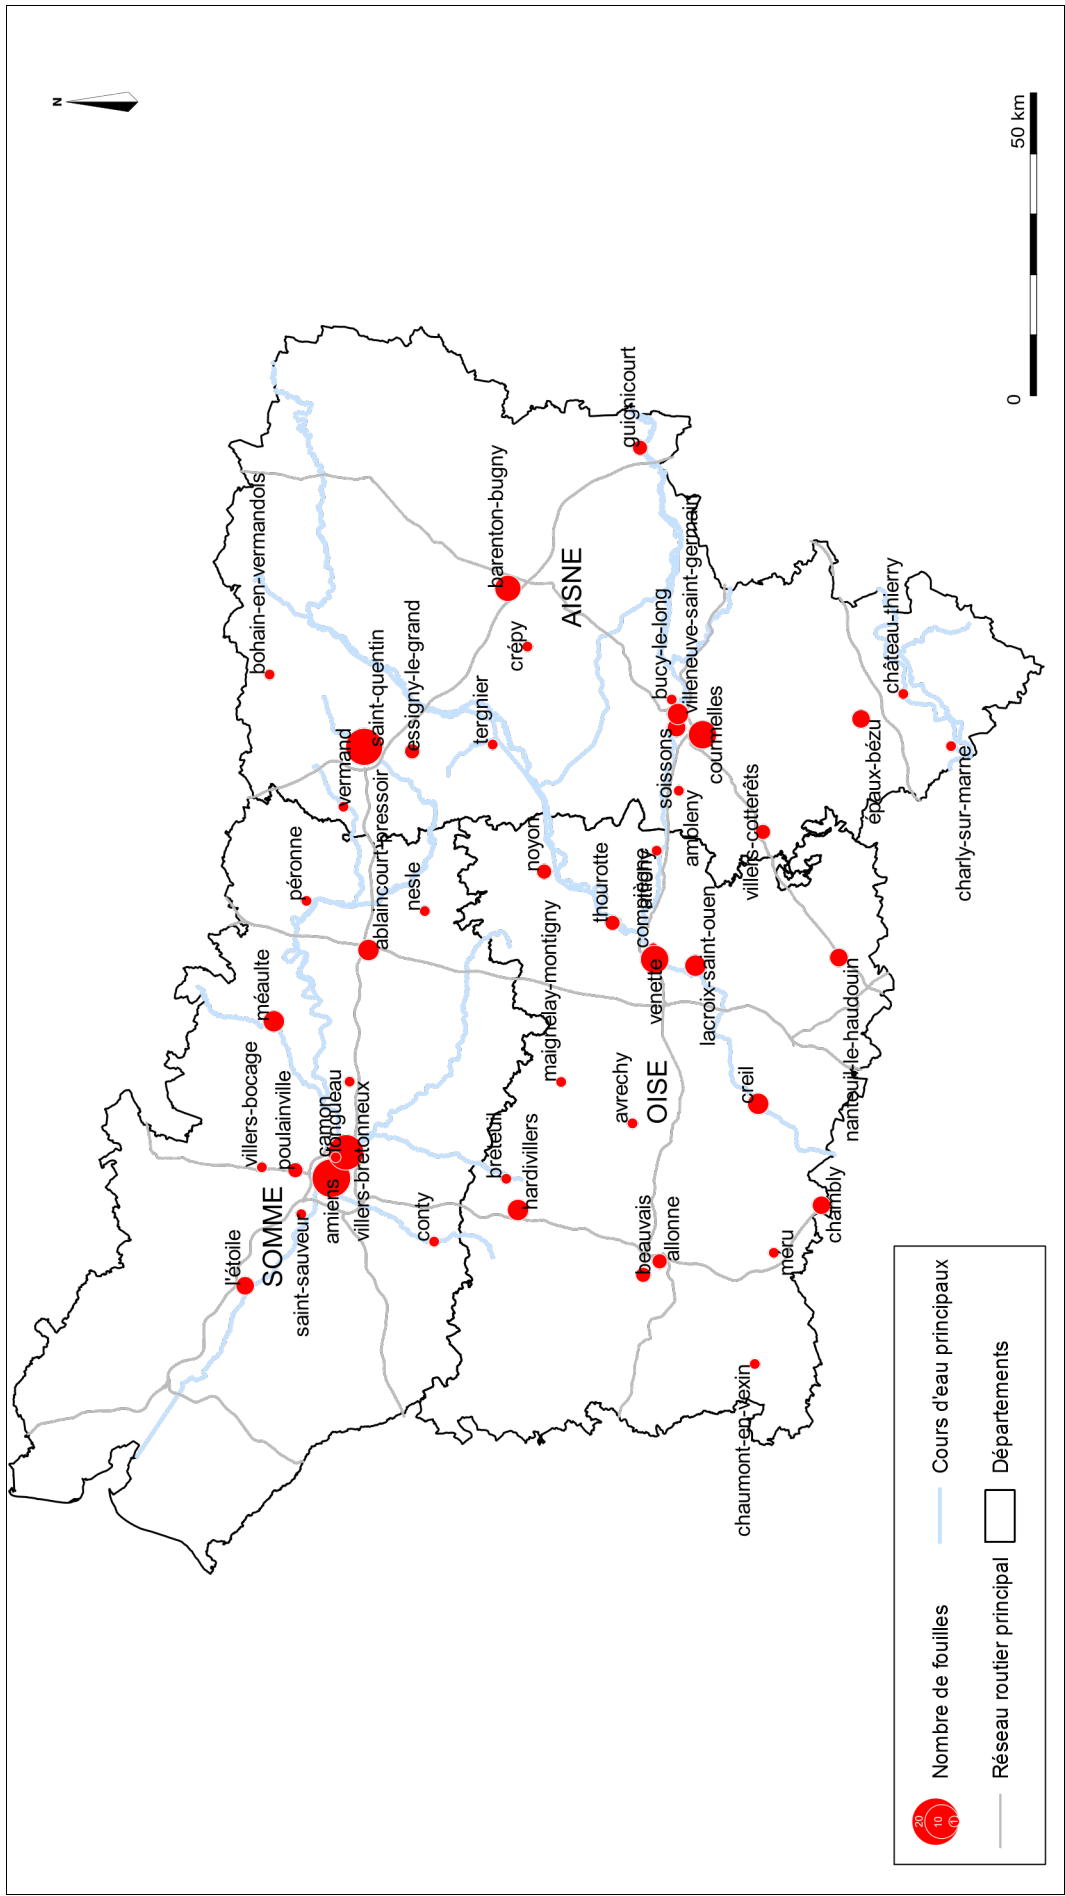 N
50 km
0
bohain-en-vermandois
saint-quentin
vermand
essigny-le-grand
tergnier
crépy
barenton-bugny
AISNE
guignicourt
bucy-le-long
villeneuve-saint-germain
soissons
courmelles
ambleny
villers-cotterêts
épaux-bézu
château-thierry
charly-sur-marne
péronne
ablaincourt-pressoir
nesle
méaulte
villers-bocage
poulainville
camon
longueau
villers-bretonneux
amiens
saint-sauveur
SOMME
l'étoile
conty
noyon
thourotte
attichy
compiègne
venette
lacroix-saint-ouen
maignelay-montigny
avrechy
OISE
breteuil
hardivillers
creil
nanteuil-le-haudouin
chambly
méru
beauvais
allonne
chaumont-en-vexin
20
10
1
Nombre de fouilles
Cours d'eau principaux
Réseau routier principal
Départements